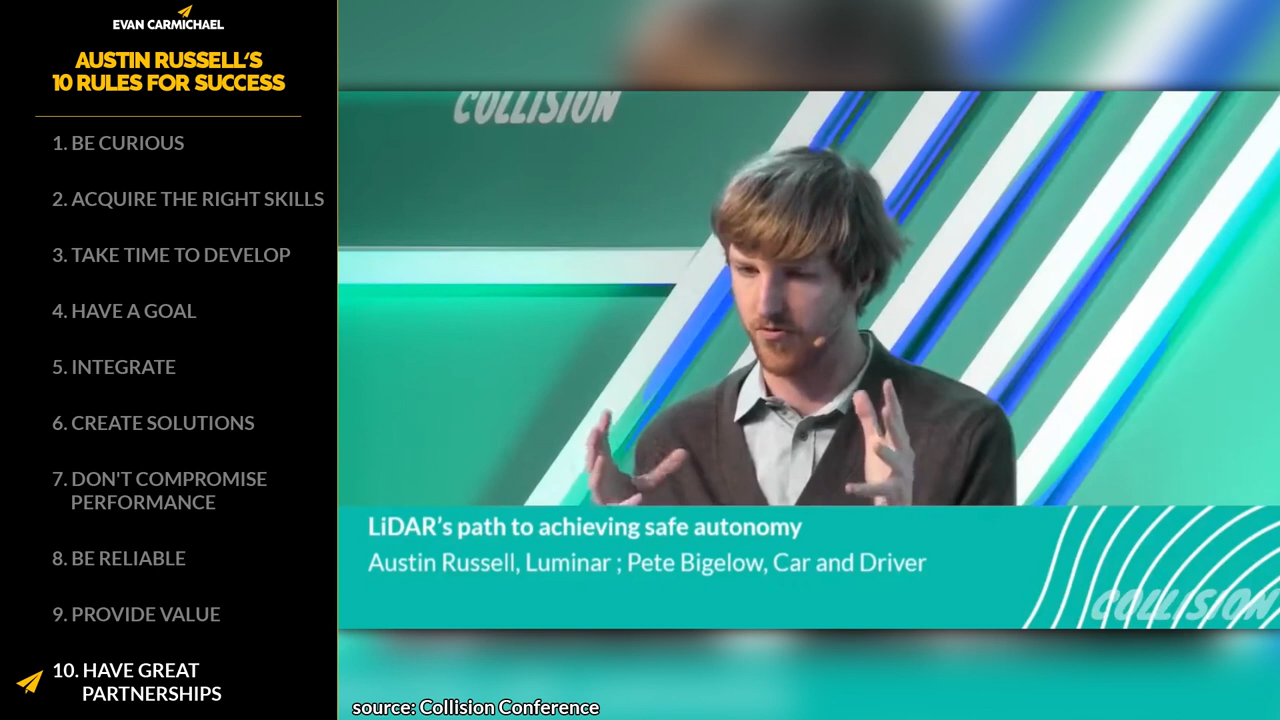 EVAN CARMICHAEL
AUSTIN RUSSELL'S
10 RULES FOR SUCCESS
1. BE CURIOUS
2. ACQUIRE THE RIGHT SKILLS
3. TAKE TIME TO DEVELOP
4. HAVE A GOAL
5. INTEGRATE
6. CREATE SOLUTIONS
7. DON'T COMPROMISE
PERFORMANCE
8. BE RELIABLE
9. PROVIDE VALUE
10. HAVE GREAT
PARTNERSHIPS
COLLISION
LiDAR's path to achieving safe autonomy
Austin Russell, Luminar ; Pete Bigelow, Car and Driver
COLLISION
source: Collision Conference